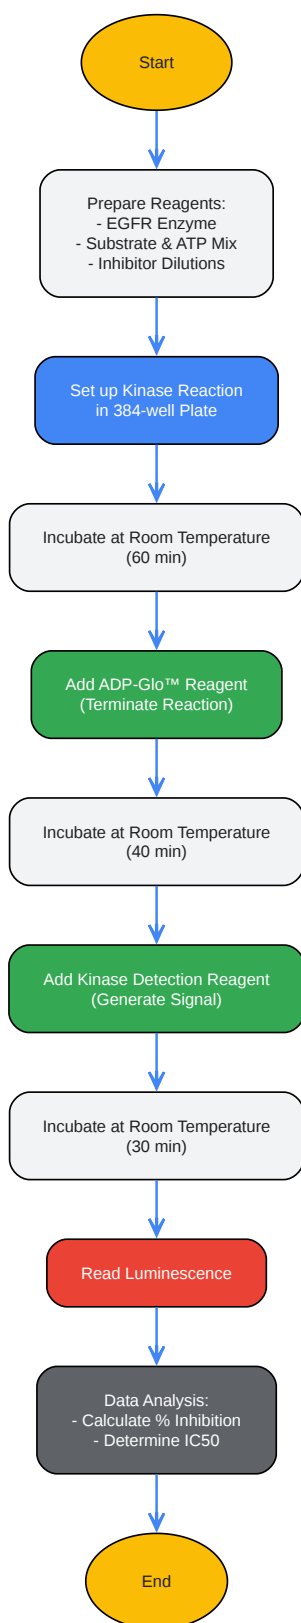 Start
Prepare Reagents:
- EGFR Enzyme
- Substrate & ATP Mix
- Inhibitor Dilutions
Set up Kinase Reaction
in 384-well Plate
Incubate at Room Temperature
(60 min)
Add ADP-Glo™ Reagent
(Terminate Reaction)
Incubate at Room Temperature
(40 min)
Add Kinase Detection Reagent
(Generate Signal)
Incubate at Room Temperature
(30 min)
Read Luminescence
Data Analysis:
- Calculate % Inhibition
- Determine IC50
End